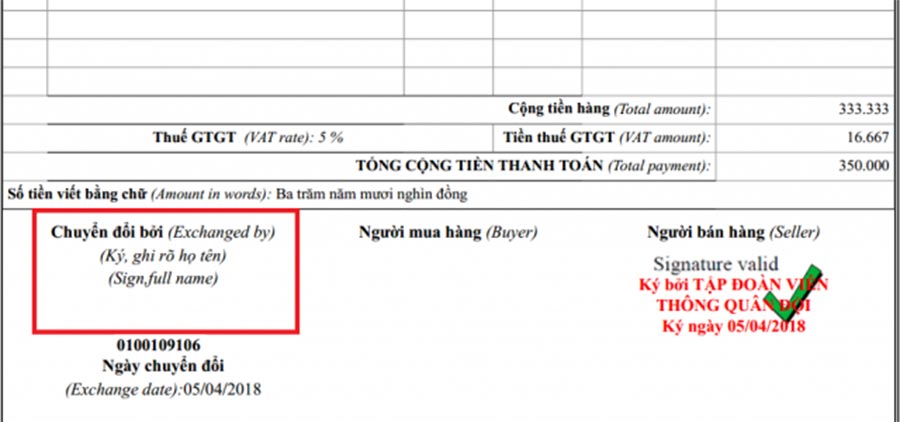 Cộng tiền hàng (Total amount): 333.333
Thuế GTGT (VAT rate): 5 % Tiền thuế GTGT (VAT amount): 16.667
TỔNG CỘNG TIỀN THANH TOÁN (Total payment): 350.000
Số tiền viết bằng chữ (Amount in words): Ba trăm năm mươi nghìn đồng
Chuyển đổi bởi (Exchanged by) Người mua hàng (Buyer) Người bán hàng (Seller)
(Ký, ghi rõ họ tên)
(Sign,full name)
Signature valid
Ký bởi TẬP ĐOÀN VIỄN
THÔNG QUÂN ĐỘI
Ký ngày 05/04/2018
0100109106
Ngày chuyển đổi
(Exchange date):05/04/2018